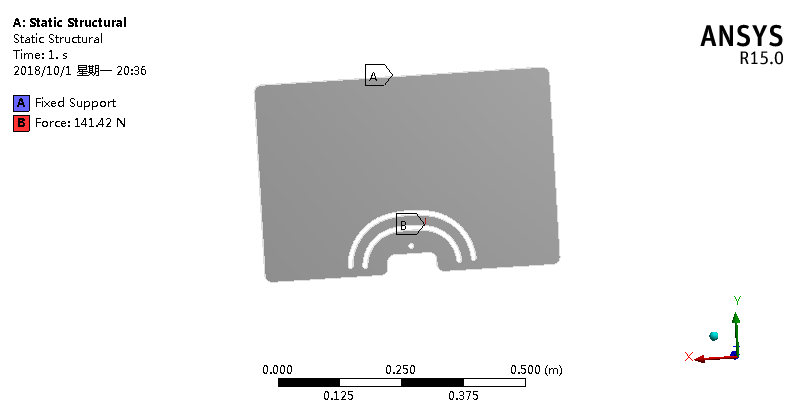 A: Static Structural
Static Structural
Time: 1. s
2018/10/1 星期一 20:36
A Fixed Support
B Force: 141.42 N
ANSYS
R15.0
A
B
Y
X
0.000 0.250 0.500 (m)
0.125 0.375